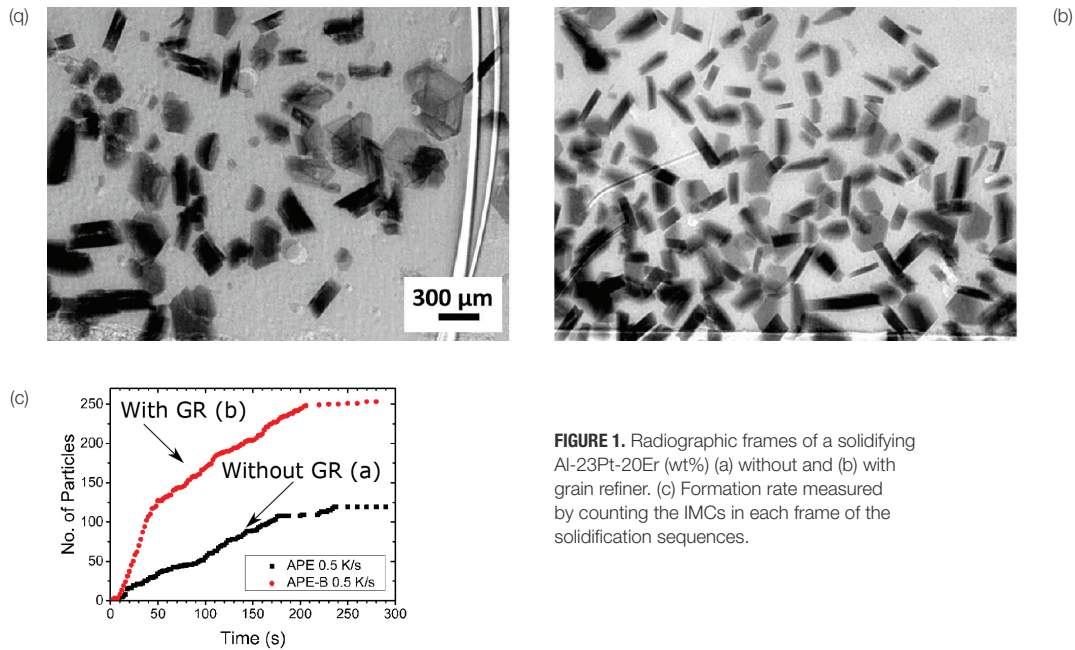 (q)
(b)
300 µm
(c)
250
200
150
100
50
0
No. of Particles
With GR (b)
Without GR (a)
APE 0.5 K/s
APE-B 0.5 K/s
0 50 100 150 200 250 300
Time (s)
FIGURE 1. Radiographic frames of a solidifying
Al-23Pt-20Er (wt%) (a) without and (b) with
grain refiner. (c) Formation rate measured
by counting the IMCs in each frame of the
solidification sequences.